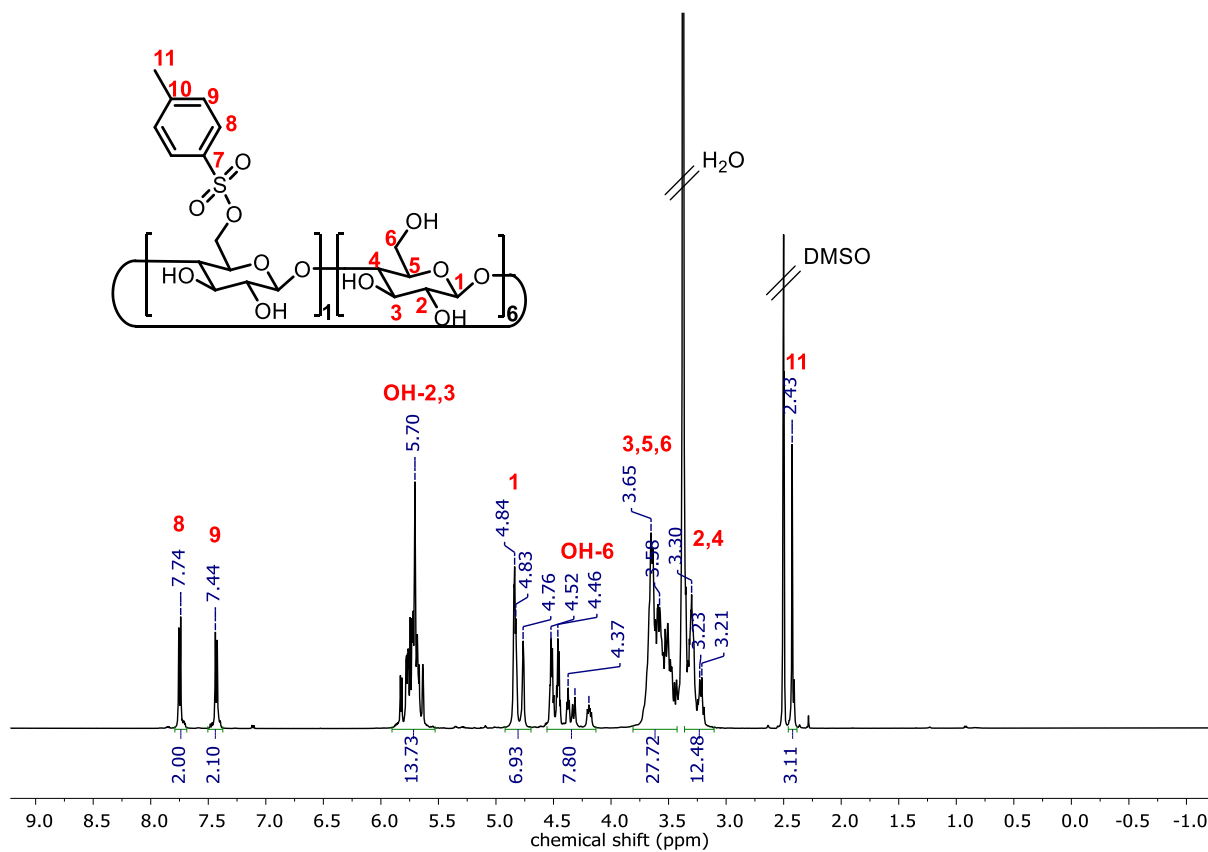 11
10
9
8
7
O
S
O
O
O
HO
OH
O
1
6
OH
4
5
O
HO
3
2
OH
1
O
6
H2O
DMSO
8
9
OH-2,3
1
OH-6
3,5,6
2,4
11
7.74
7.44
5.70
4.84
4.83
4.76
4.52
4.46
4.37
3.65
3.58
3.30
3.23
3.21
2.43
2.00
2.10
13.73
6.93
7.80
27.72
12.48
3.11
9.0 8.5 8.0 7.5 7.0 6.5 6.0 5.5 5.0 4.5 4.0 3.5 3.0 2.5 2.0 1.5 1.0 0.5 0.0 -0.5 -1.0
chemical shift (ppm)